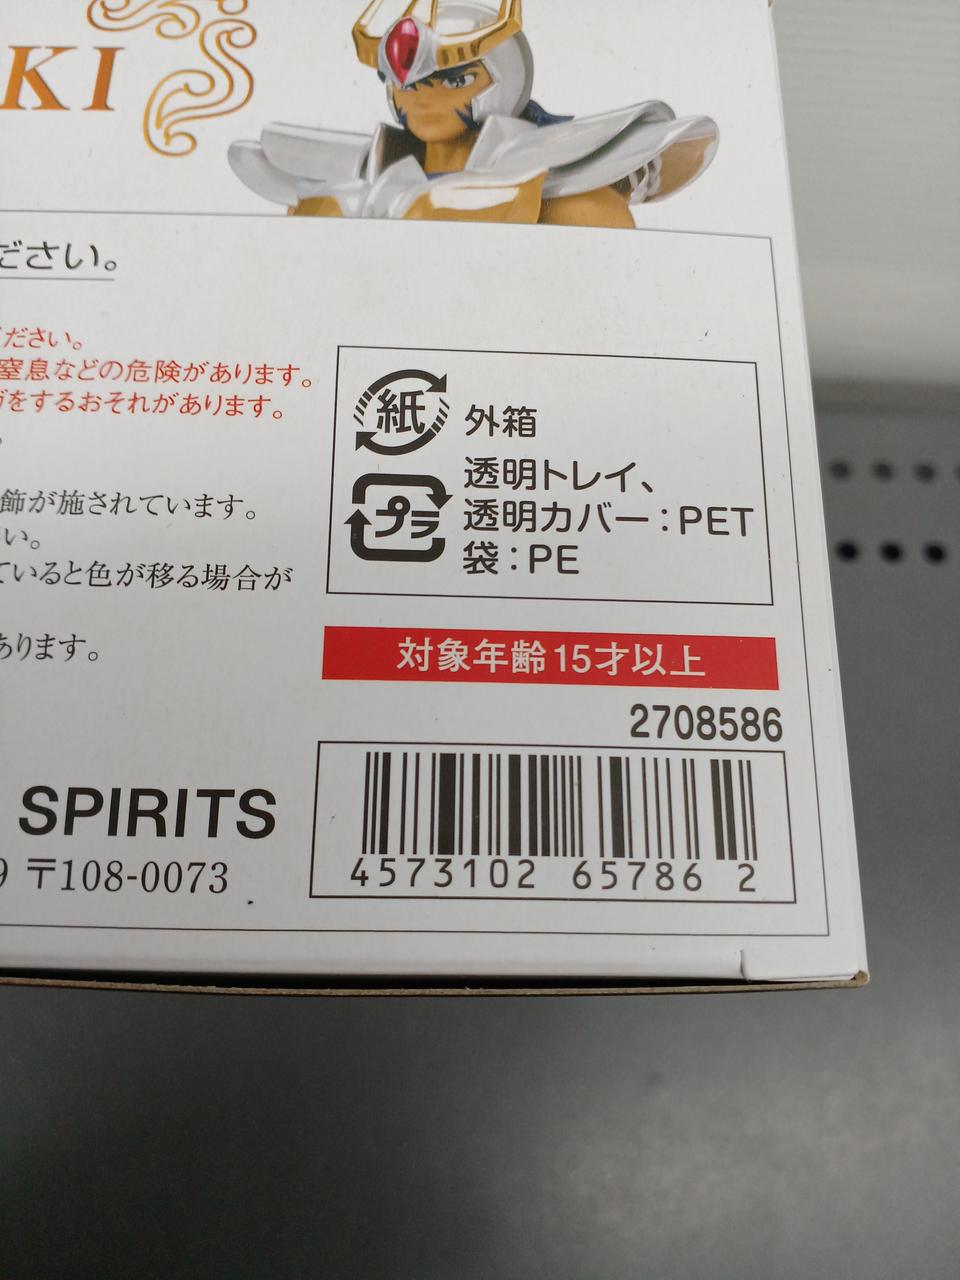 KI
ださい。
ください。
窒息などの危険があります。
をするおそれがあります。
飾が施されています。
い。
ていると色が移る場合が
あります。
紙 外箱
プラ 透明トレイ、
透明カバー：PET
袋：PE
対象年齢15才以上
2708586
SPIRITS
9 〒108-0073
4573102 657862